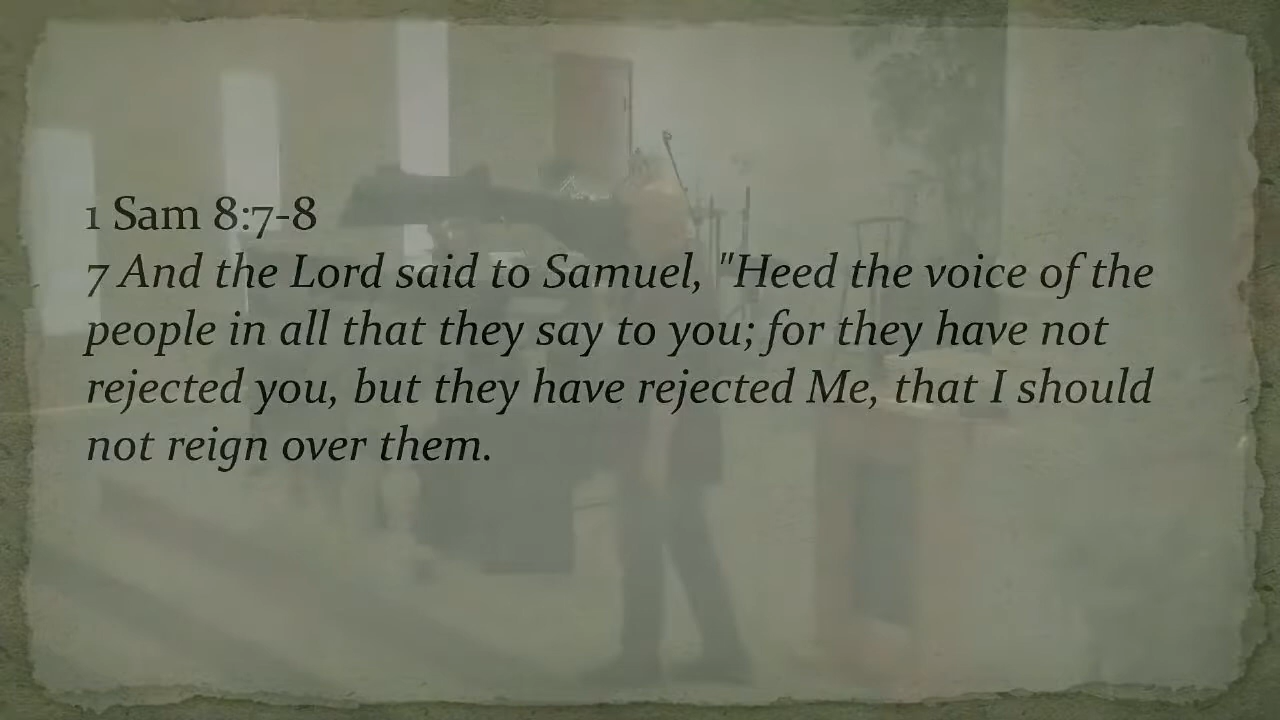 1 Sam 8:7-8
7 And the Lord said to Samuel, "Heed the voice of the
people in all that they say to you; for they have not
rejected you, but they have rejected Me, that I should
not reign over them.